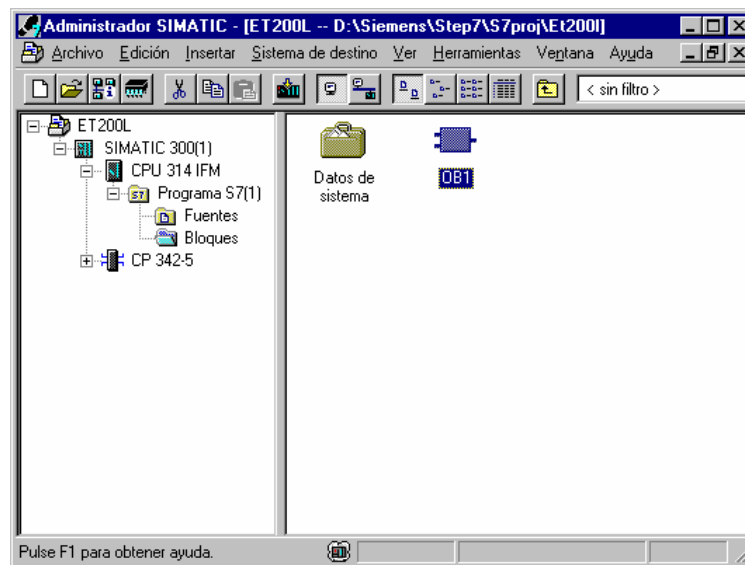 Administrador SIMATIC - [ET200L -- D:\Siemens\Step7\S7proj\Et200l]
Archivo Edición Insertar Sistema de destino Ver Herramientas Ventana Ayuda
< sin filtro >
ET200L
SIMATIC 300(1)
CPU 314 IFM
Programa S7(1)
Fuentes
Bloques
CP 342-5
Datos de
sistema
OB1
Pulse F1 para obtener ayuda.